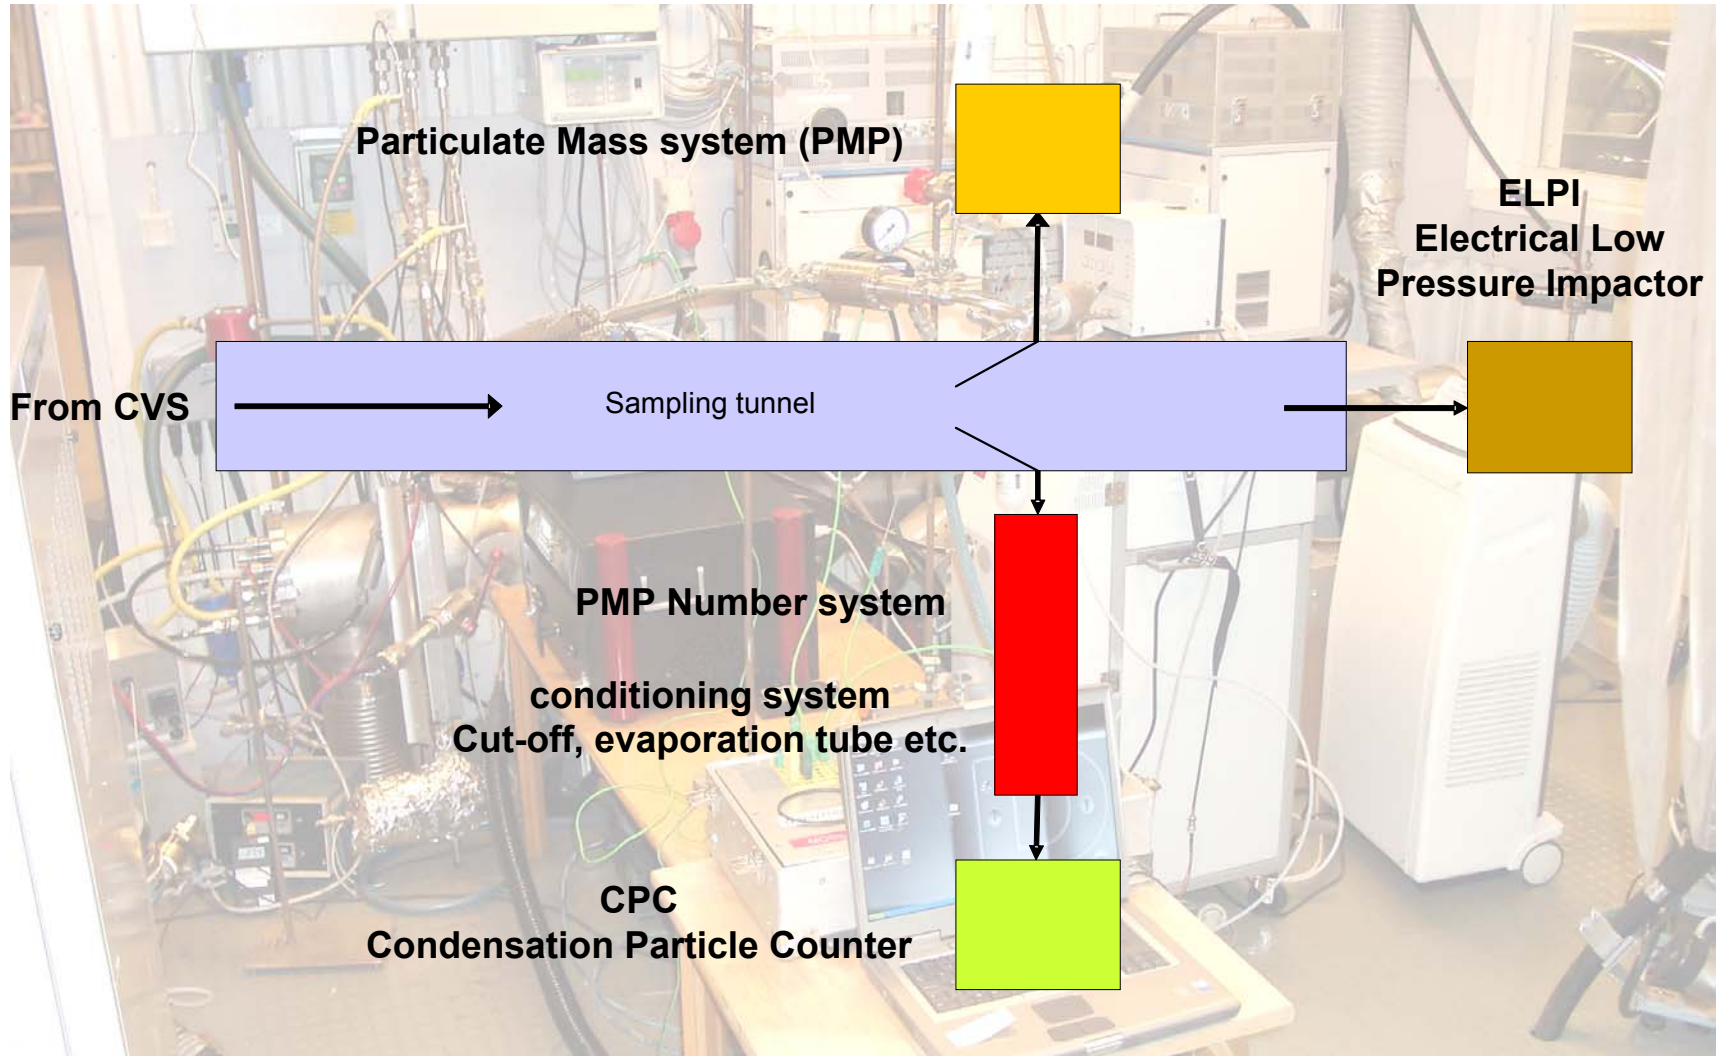 Particulate Mass system (PMP)
ELPI
Electrical Low
Pressure Impactor
From CVS
Sampling tunnel
PMP Number system
conditioning system
Cut-off, evaporation tube etc.
CPC
Condensation Particle Counter